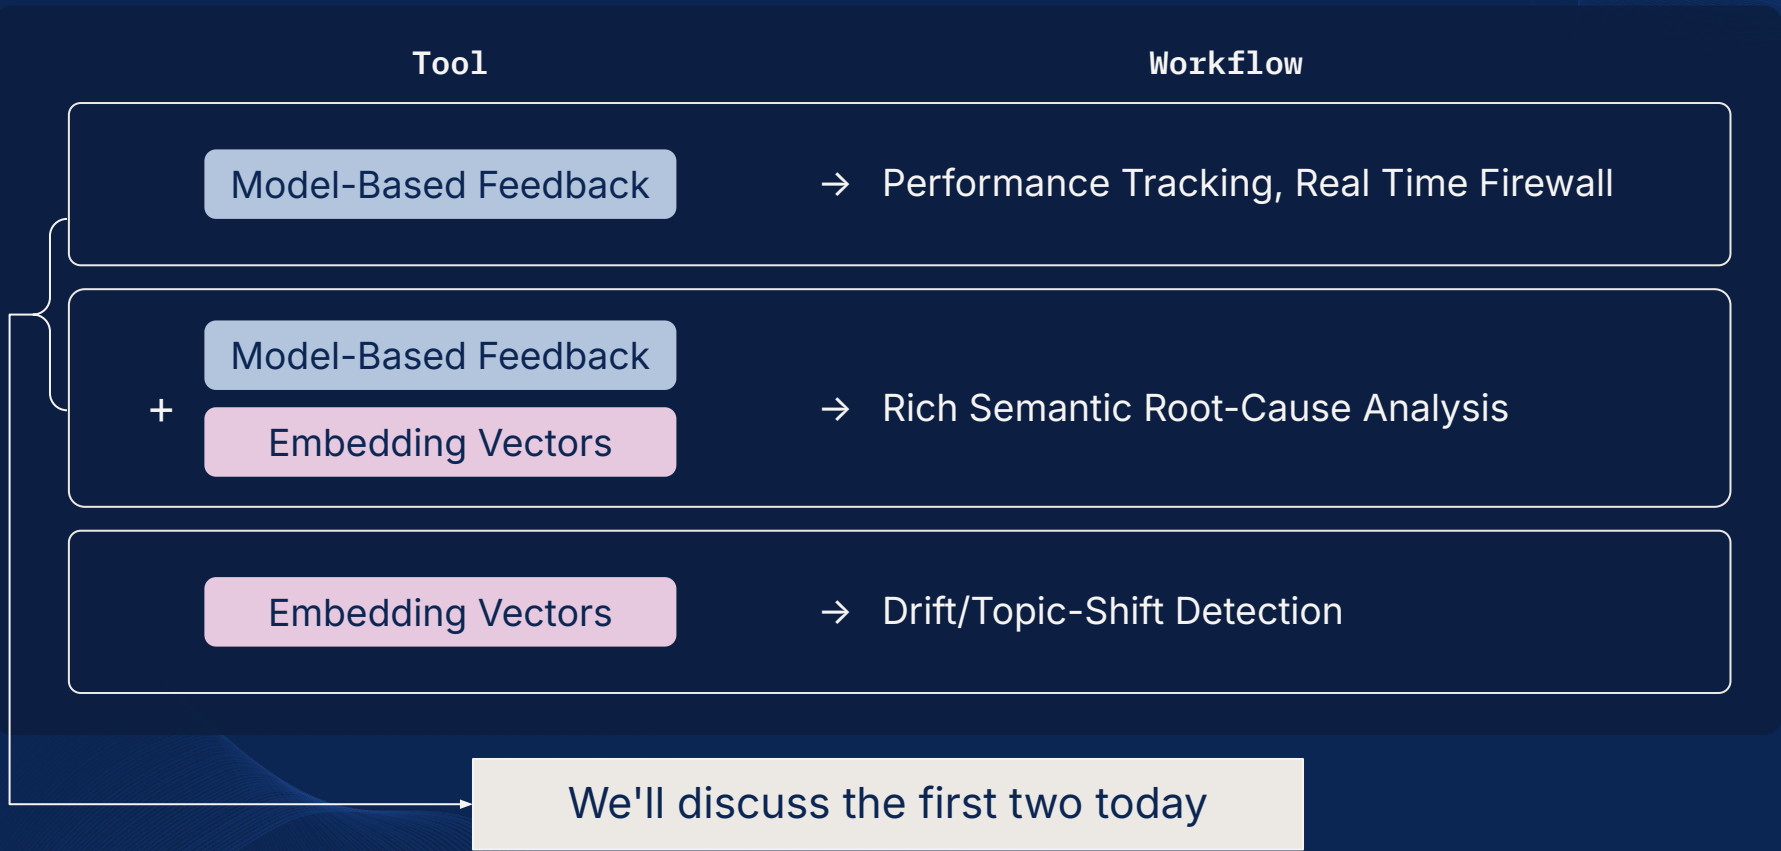 Tool
Workflow
Model-Based Feedback
→ Performance Tracking, Real Time Firewall
Model-Based Feedback
+
Embedding Vectors
→ Rich Semantic Root-Cause Analysis
Embedding Vectors
→ Drift/Topic-Shift Detection
We'll discuss the first two today